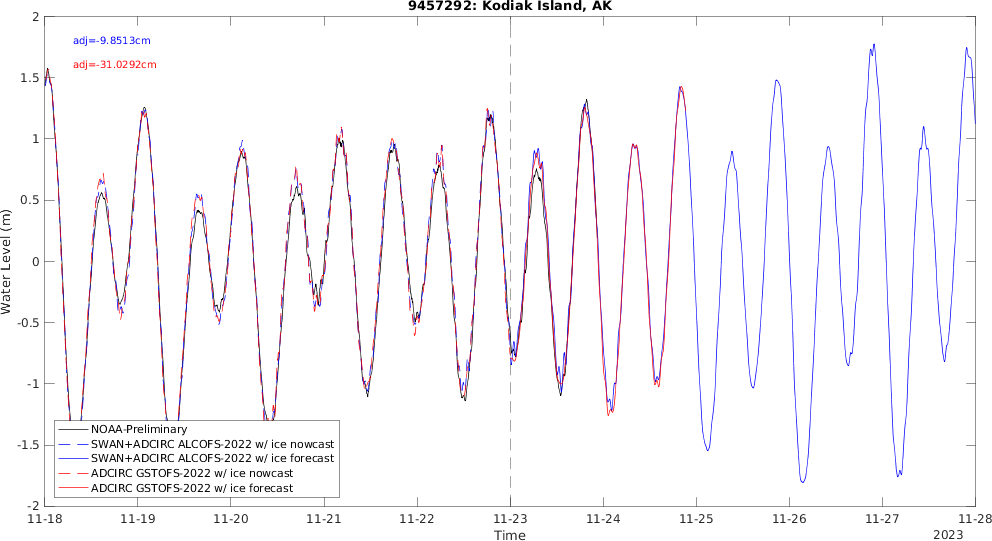 9457292: Kodiak Island, AK
adj=-9.8513cm
adj=-31.0292cm
2
1.5
1
0.5
0
-0.5
-1
-1.5
-2
Water Level (m)
NOAA-Preliminary
SWAN+ADCIRC ALCOFS-2022 w/ ice nowcast
SWAN+ADCIRC ALCOFS-2022 w/ ice forecast
ADCIRC GSTOFS-2022 w/ ice nowcast
ADCIRC GSTOFS-2022 w/ ice forecast
11-18 11-19 11-20 11-21 11-22 11-23 11-24 11-25 11-26 11-27 11-28
Time
2023